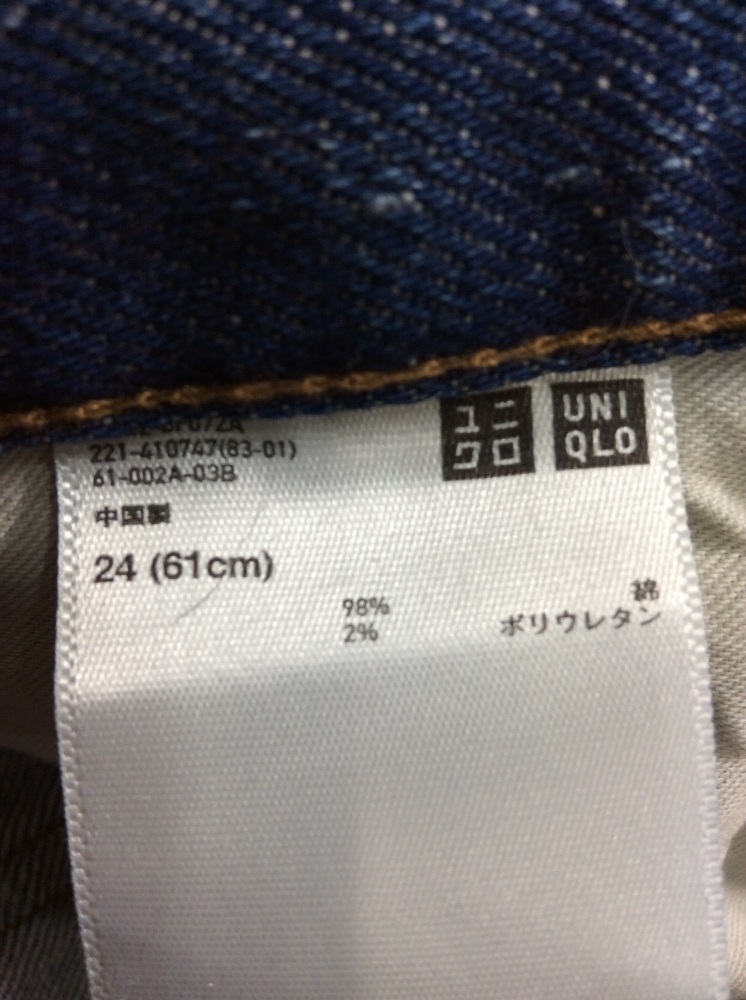 221-410747(83-01)
61-002A-03B
ユニ
クロ
UNI
QLO
中国製
24 (61cm)
98% 綿
2% ポリウレタン